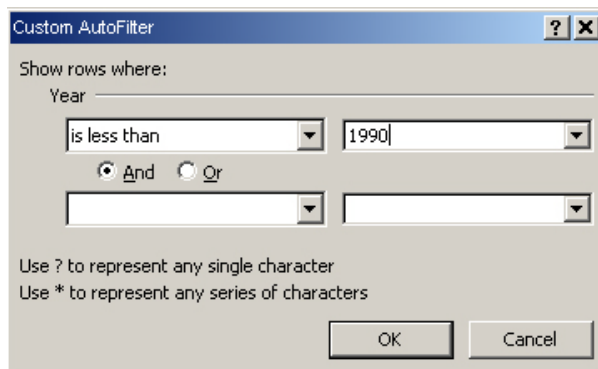 Custom AutoFilter
Show rows where:
Year
is less than 1990
And Or
Use ? to represent any single character
Use * to represent any series of characters
OK Cancel